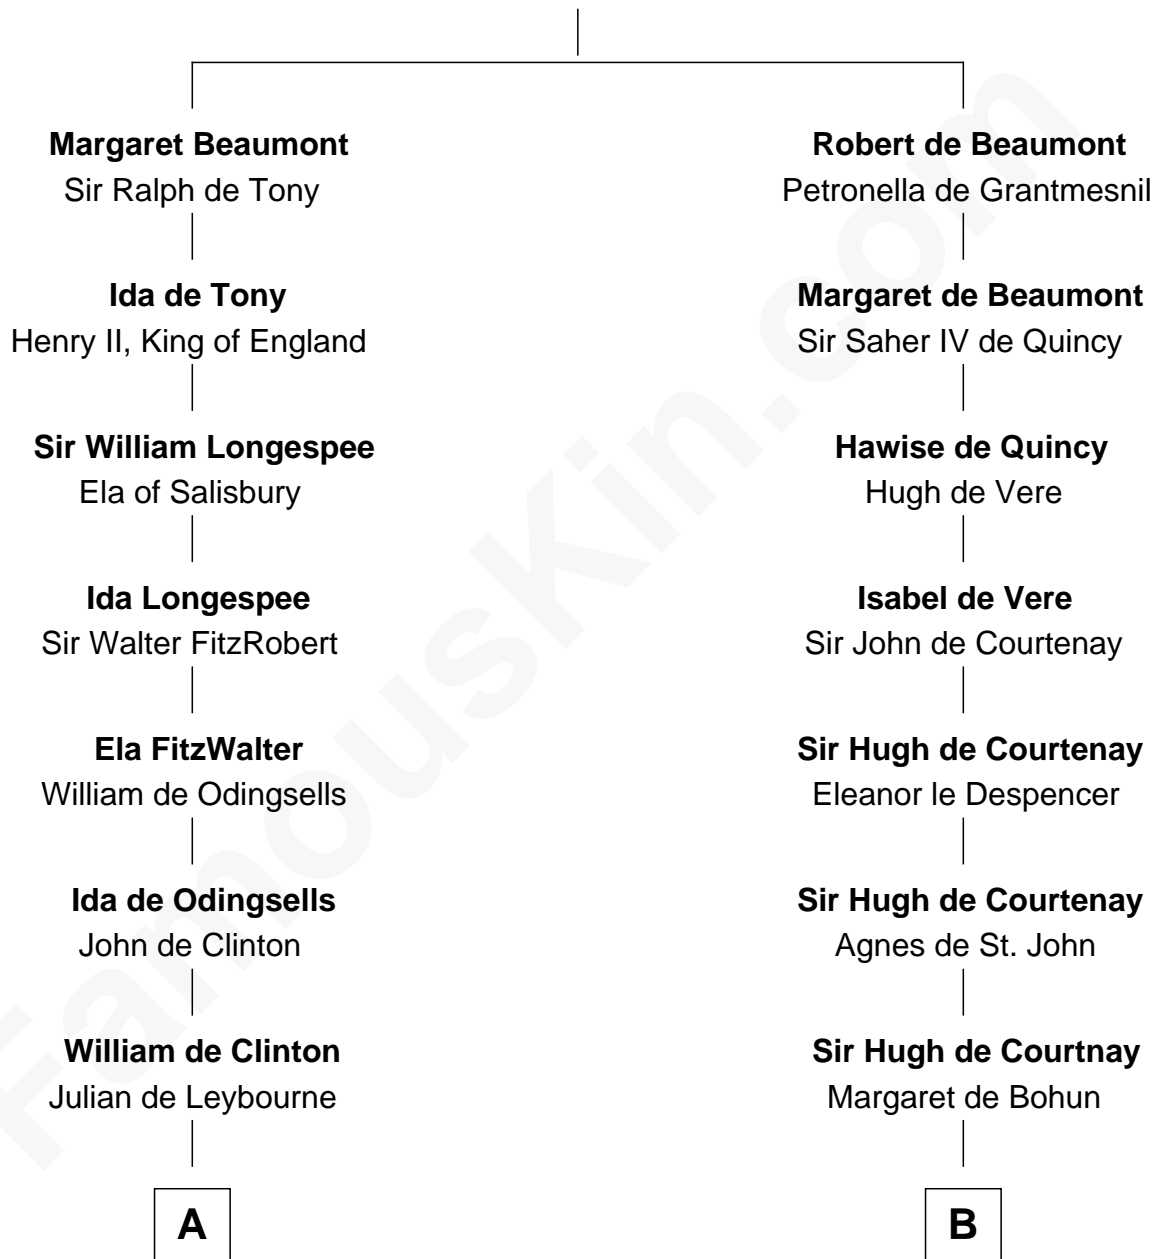 Margaret Beaumont
Sir Ralph de Tony
Ida de Tony
Henry II, King of England
Sir William Longespee
Ela of Salisbury
Ida Longespee
Sir Walter FitzRobert
Ela FitzWalter
William de Odingsells
Ida de Odingsells
John de Clinton
William de Clinton
Julian de Leybourne
A
Robert de Beaumont
Petronella de Grantmesnil
Margaret de Beaumont
Sir Saher IV de Quincy
Hawise de Quincy
Hugh de Vere
Isabel de Vere
Sir John de Courtenay
Sir Hugh de Courtenay
Eleanor le Despencer
Sir Hugh de Courtenay
Agnes de St. John
Sir Hugh de Courtnay
Margaret de Bohun
B
FamousKin.com